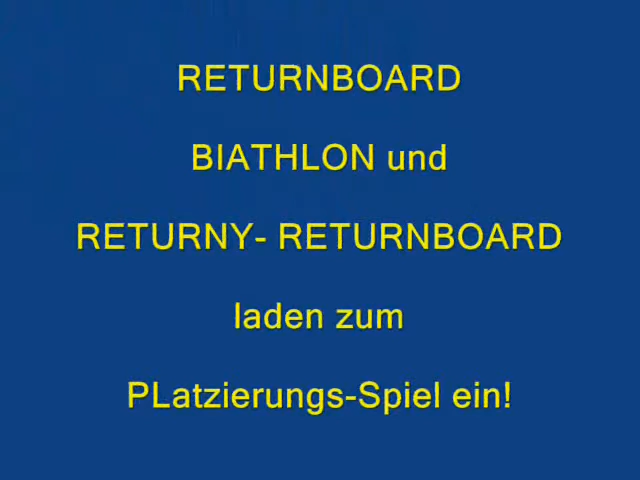 RETURNBOARD
BIATHLON und
RETURNY- RETURNBOARD
laden zum
PLatzierungs-Spiel ein!